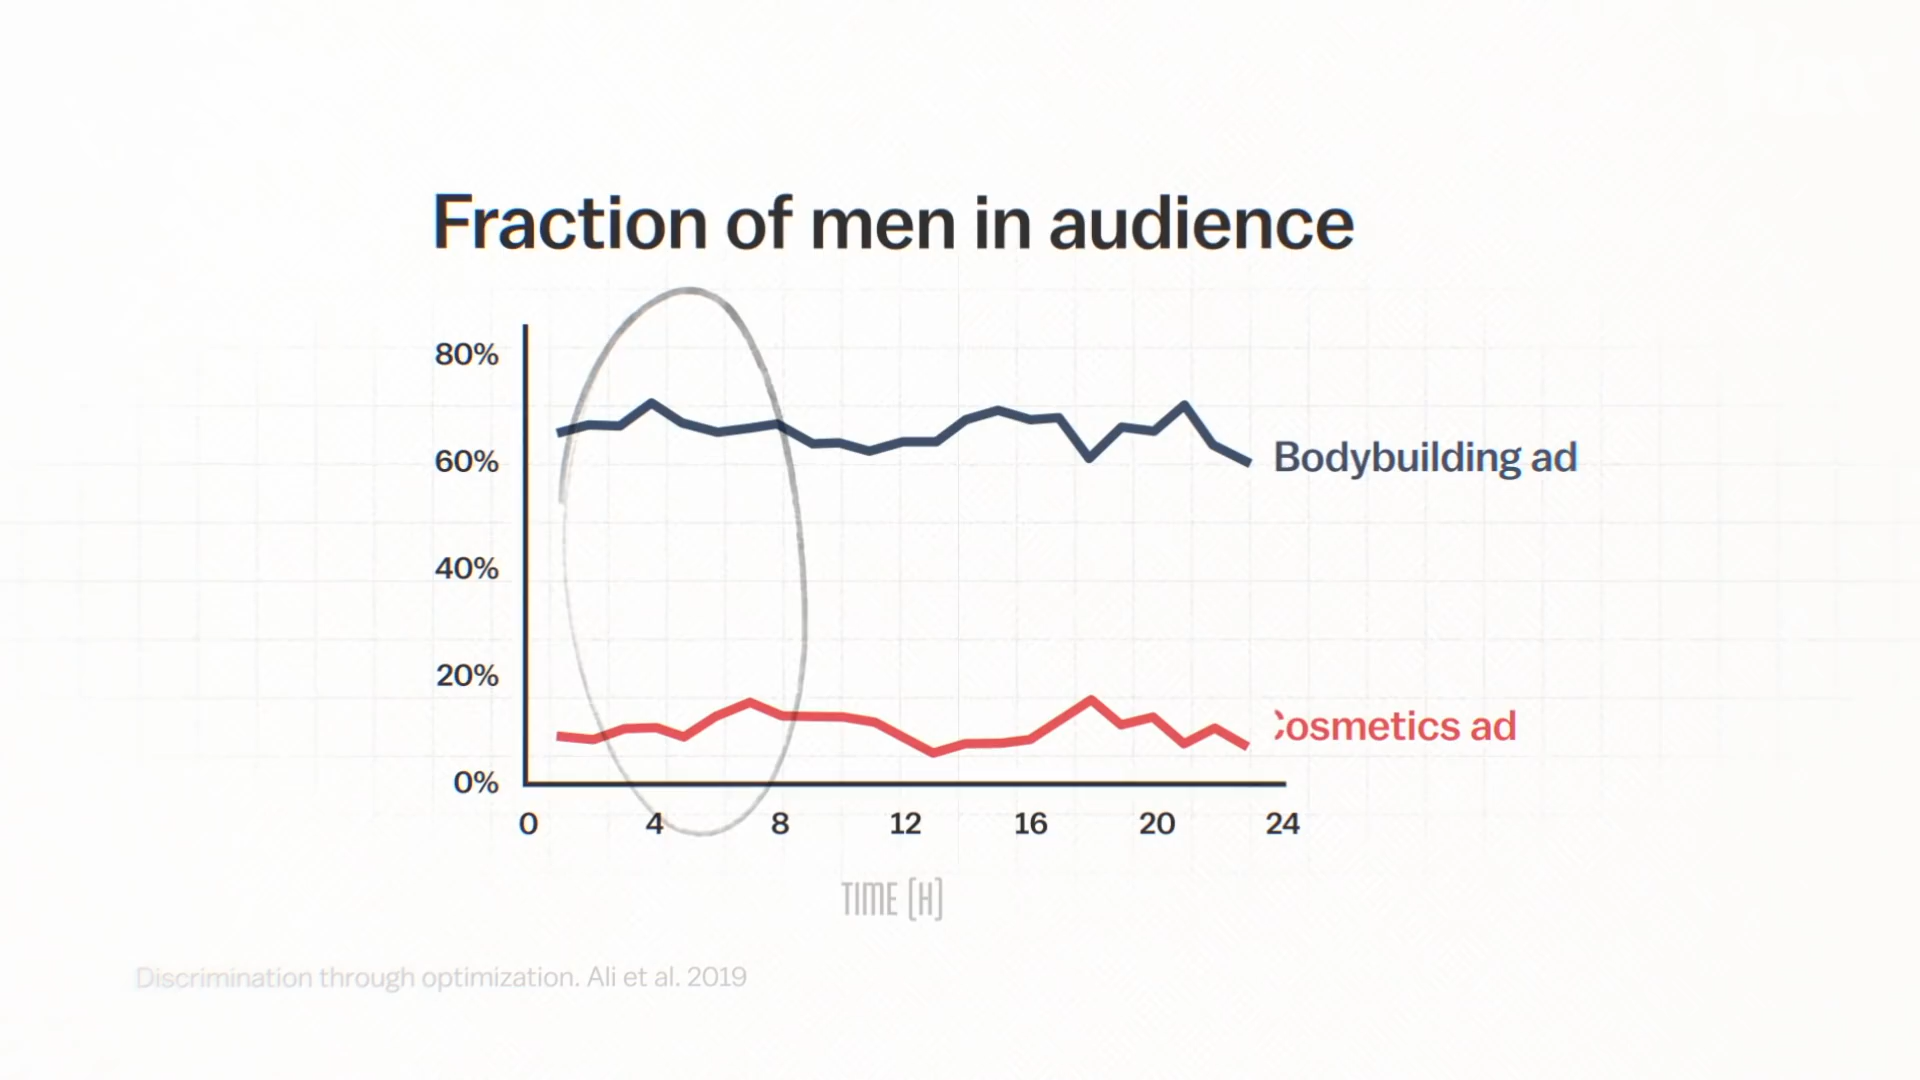 Fraction of men in audience
80%
60%
40%
20%
0%
0 4 8 12 16 20 24
Bodybuilding ad
Cosmetics ad
TIME [H]
Discrimination through optimization. Ali et al. 2019